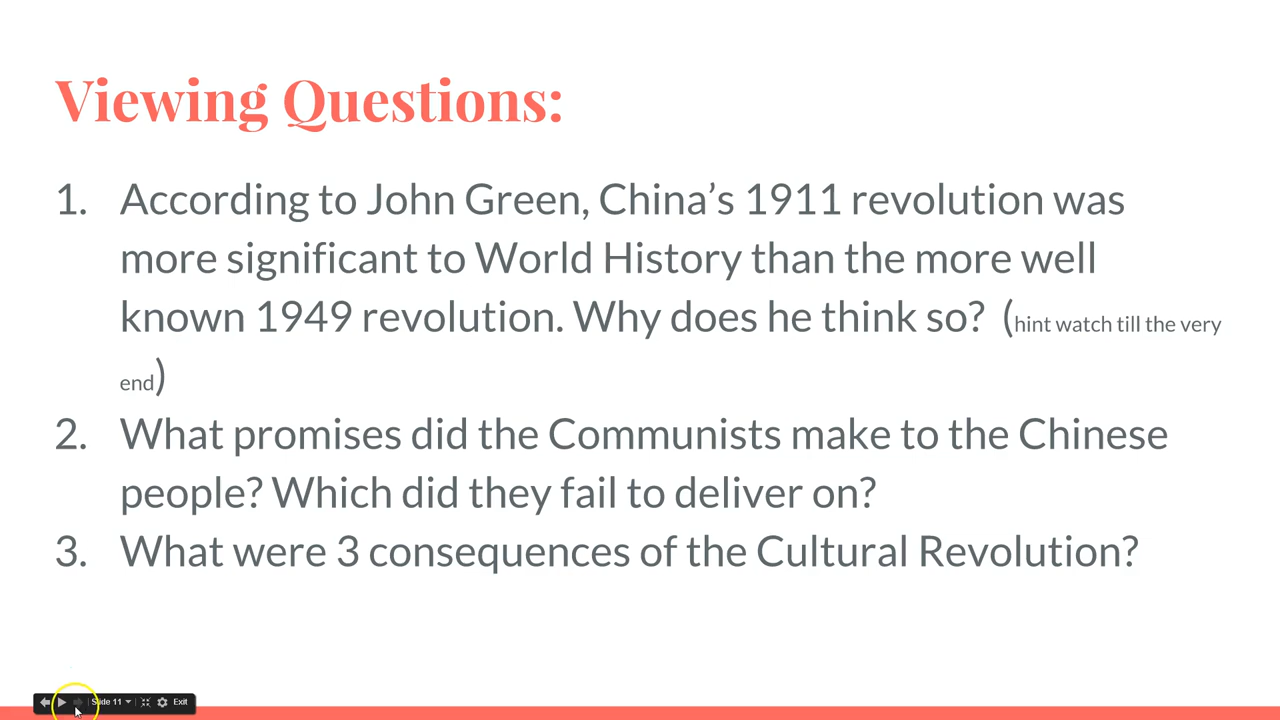 Viewing Questions:
1. According to John Green, China’s 1911 revolution was
more significant to World History than the more well
known 1949 revolution. Why does he think so? (hint watch till the very
end)
2. What promises did the Communists make to the Chinese
people? Which did they fail to deliver on?
3. What were 3 consequences of the Cultural Revolution?
Slide 11 Exit